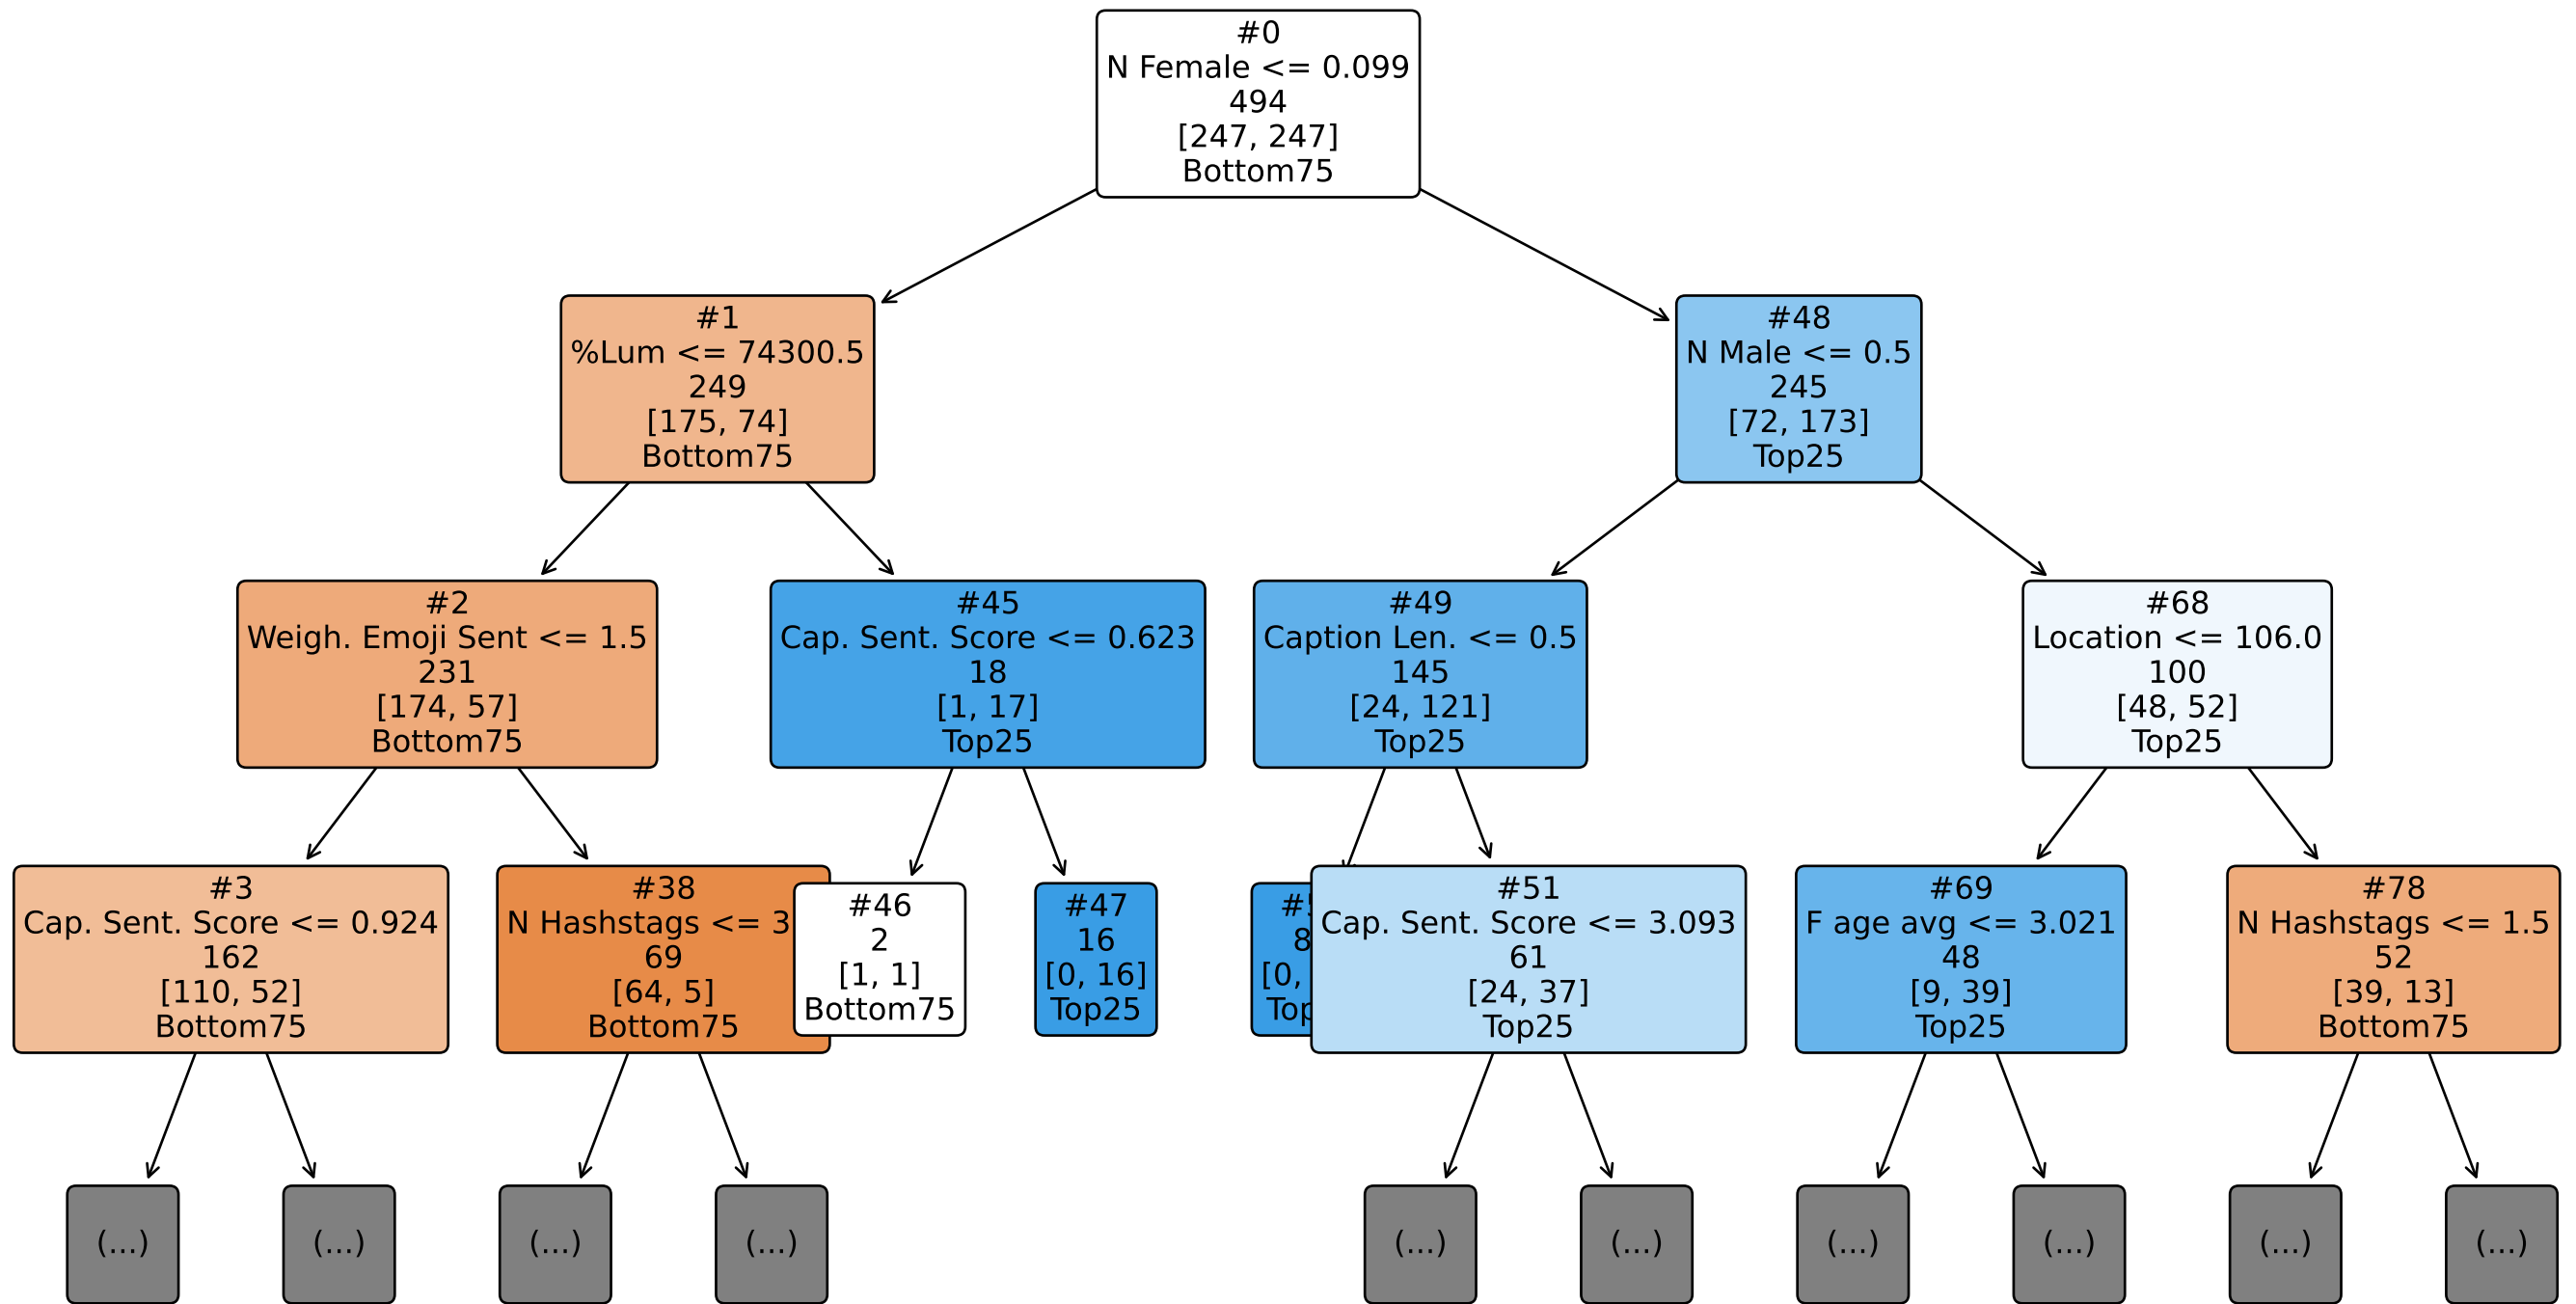 #0
N Female <= 0.099
494
[247, 247]
Bottom75
#1
%Lum <= 74300.5
249
[175, 74]
Bottom75
#48
N Male <= 0.5
245
[72, 173]
Top25
#2
Weigh. Emoji Sent <= 1.5
231
[174, 57]
Bottom75
#45
Cap. Sent. Score <= 0.623
18
[1, 17]
Top25
#49
Caption Len. <= 0.5
145
[24, 121]
Top25
#68
Location <= 106.0
100
[48, 52]
Top25
#3
Cap. Sent. Score <= 0.924
162
[110, 52]
Bottom75
#38
N Hashstags <= 3
69
[64, 5]
Bottom75
#46
2
[1, 1]
Bottom75
#47
16
[0, 16]
Top25
[0,
#51
Cap. Sent. Score <= 3.093
61
[24, 37]
Top25
#69
F age avg <= 3.021
48
[9, 39]
Top25
#78
N Hashstags <= 1.5
52
[39, 13]
Bottom75
(...)
(...)
(...)
(...)
(...)
(...)
(...)
(...)
(...)
(...)